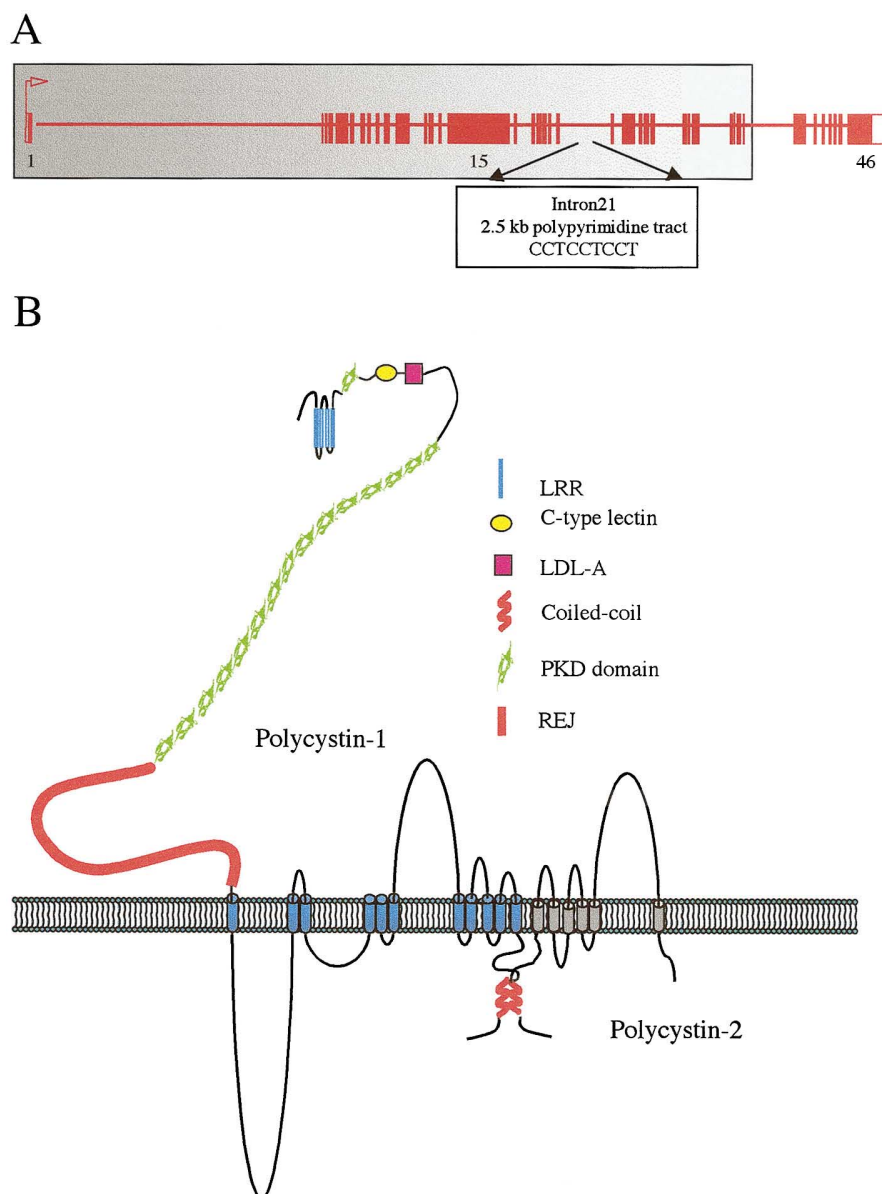 A
1
15
46
Intron21
2.5 kb polypyrimidine tract
CCTCCTCCT
B
LRR
C-type lectin
LDL-A
Coiled-coil
PKD domain
REJ
Polycystin-1
Polycystin-2